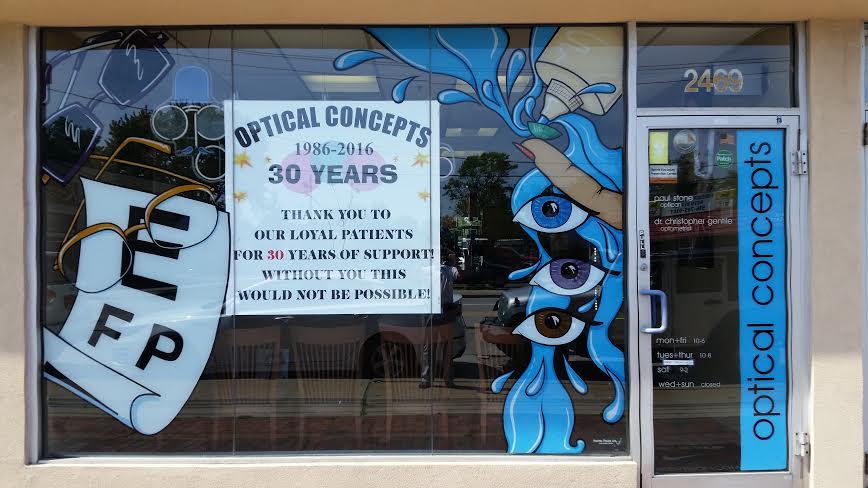 E
F P
OPTICAL CONCEPTS
1986-2016
30 YEARS
THANK YOU TO
OUR LOYAL PATIENTS
FOR 30 YEARS OF SUPPORT!
WITHOUT YOU THIS
WOULD NOT BE POSSIBLE!
2469
Patch
paul stone
optician
dr. christopher gentile
optometrist
mon+fri 10-6
tues+thur 10-8
sat 9-2
wed+sun closed
optical concepts